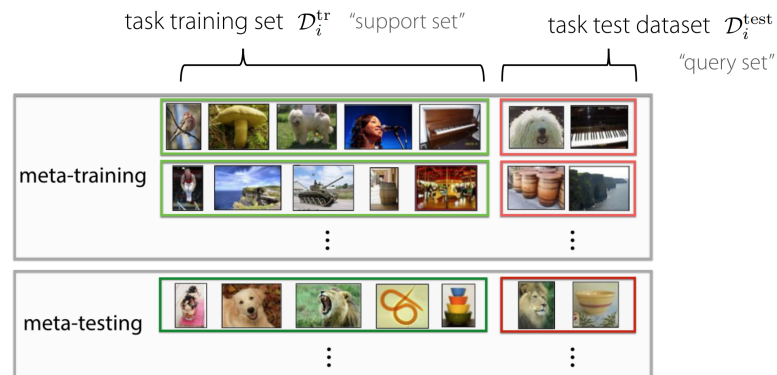 task training set 𝒟ᵢᵗʳ “support set”
task test dataset 𝒟ᵢᵗᵉˢᵗ
“query set”
meta-training
meta-testing